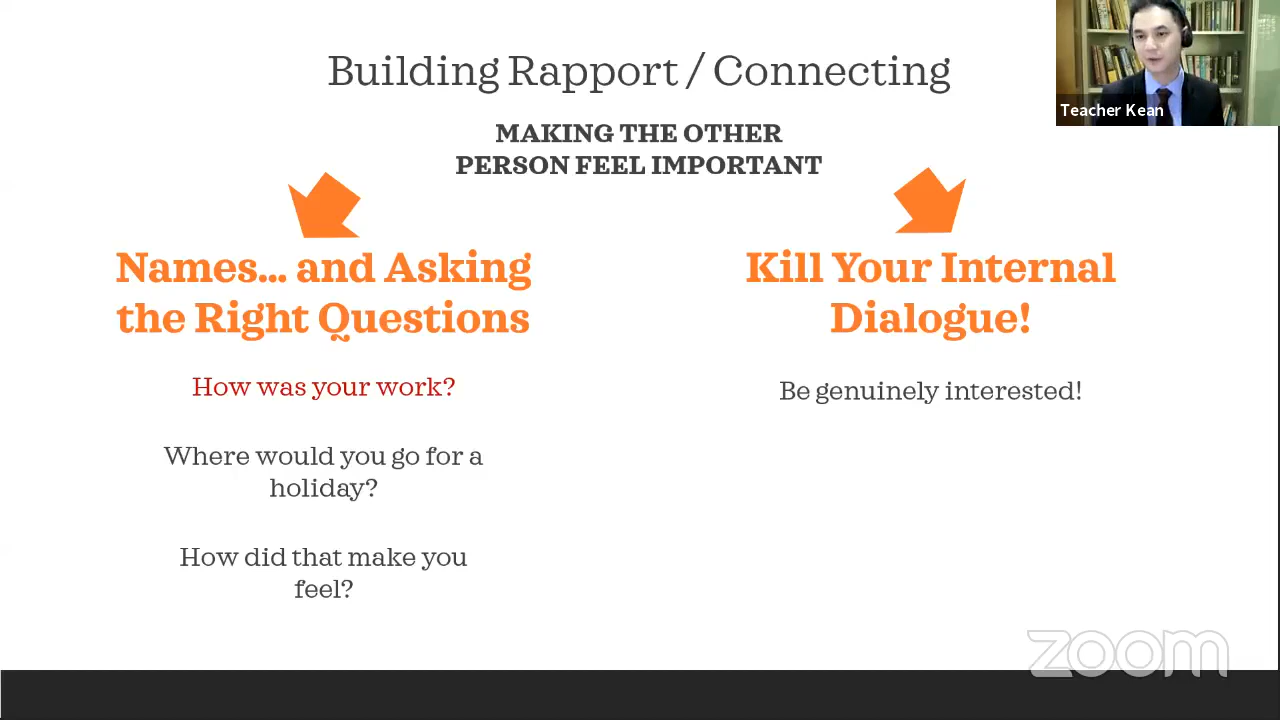 Building Rapport / Connecting
MAKING THE OTHER
PERSON FEEL IMPORTANT
Teacher Kean
Names... and Asking
the Right Questions
How was your work?
Where would you go for a
holiday?
How did that make you
feel?
Kill Your Internal
Dialogue!
Be genuinely interested!
zoom